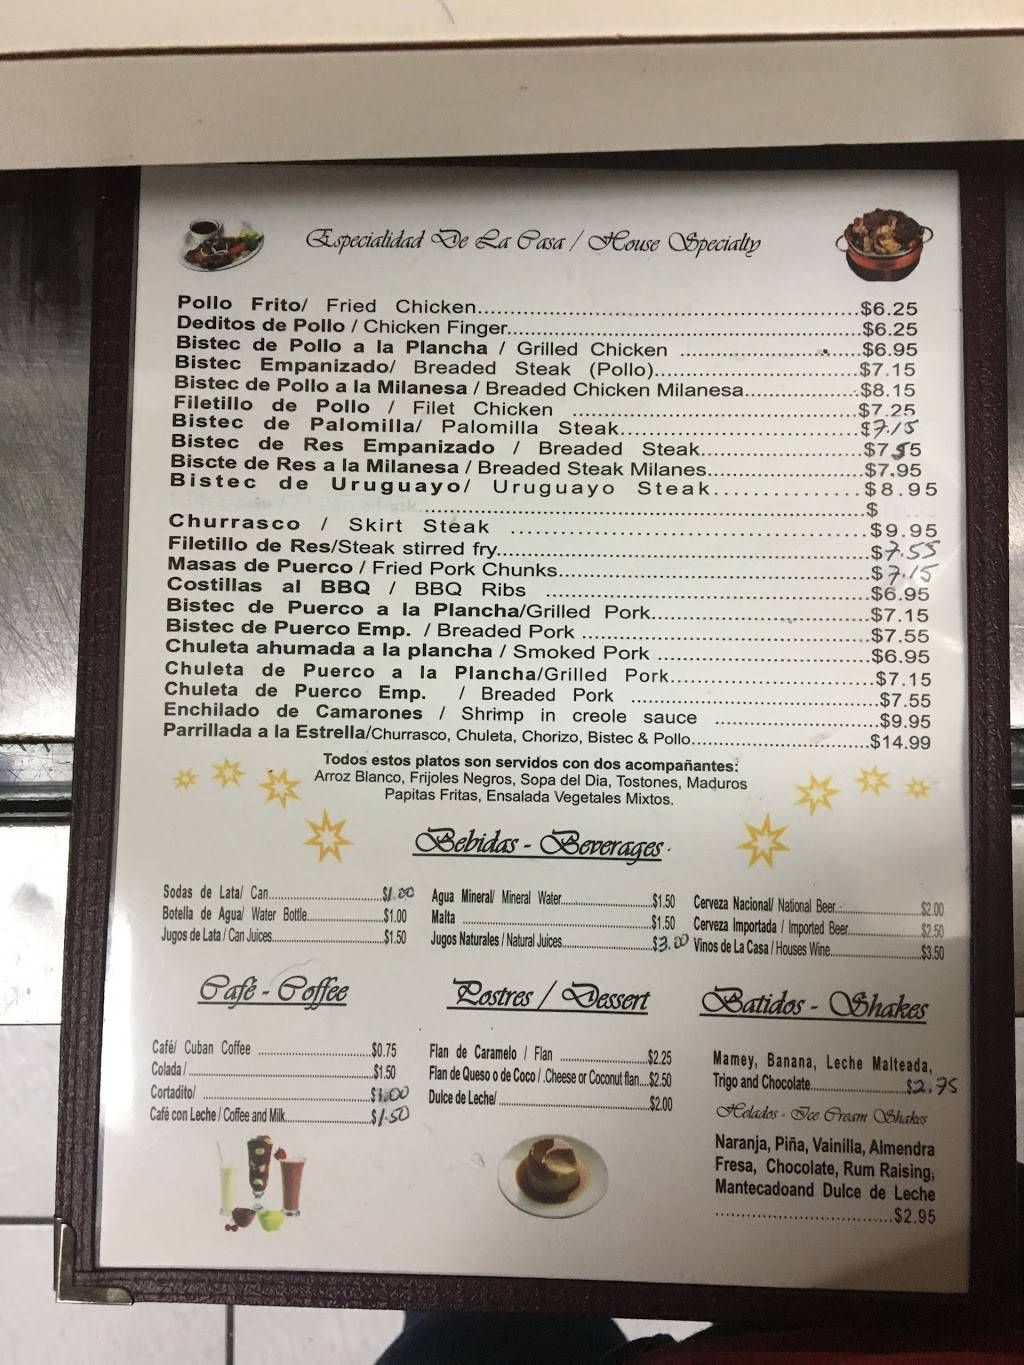 Especialidad De La Casa / House Specialty
Pollo Frito/ Fried Chicken................$6.25
Deditos de Pollo / Chicken Finger................$6.25
Bistec de Pollo a la Plancha / Grilled Chicken ................$6.95
Bistec Empanizado/ Breaded Steak (Pollo)................$7.15
Bistec de Pollo a la Milanesa / Breaded Chicken Milanesa................$8.15
Filetillo de Pollo / Filet Chicken ................$7.25
Bistec de Palomilla/ Palomilla Steak................$7.15
Bistec de Res Empanizado / Breaded Steak................$7.55
Biscte de Res a la Milanesa / Breaded Steak Milanes................$7.95
Bistec de Uruguayo/ Uruguayo Steak................$8.95
................$
Churrasco / Skirt Steak ................$9.95
Filetillo de Res/Steak stirred fry................$7.55
Masas de Puerco / Fried Pork Chunks................$7.15
Costillas al BBQ / BBQ Ribs ................$6.95
Bistec de Puerco a la Plancha/Grilled Pork................$7.15
Bistec de Puerco Emp. / Breaded Pork ................$7.55
Chuleta ahumada a la plancha / Smoked Pork ................$6.95
Chuleta de Puerco a la Plancha/Grilled Pork................$7.15
Chuleta de Puerco Emp. / Breaded Pork ................$7.55
Enchilado de Camarones / Shrimp in creole sauce ................$9.95
Parrillada a la Estrella/Churrasco, Chuleta, Chorizo, Bistec & Pollo................$14.99
Todos estos platos son servidos con dos acompañantes:
Arroz Blanco, Frijoles Negros, Sopa del Dia, Tostones, Maduros
Papitas Fritas, Ensalada Vegetales Mixtos.
Bebidas - Beverages
Sodas de Lata/ Can................$1.00
Botella de Agua/ Water Bottle................$1.00
Jugos de Lata / Can Juices................$1.50
Agua Mineral/ Mineral Water................$1.50
Malta ................$1.50
Jugos Naturales / Natural Juices................$3.00
Cerveza Nacional/ National Beer................$2.00
Cerveza Importada / Imported Beer................$2.50
Vinos de La Casa / Houses Wine................$3.50
Café - Coffee
Café/ Cuban Coffee ................$0.75
Colada / ................$1.50
Cortadito/ ................$1.00
Café con Leche / Coffee and Milk................$1.50
Postres / Dessert
Flan de Caramelo / Flan ................$2.25
Flan de Queso o de Coco / .Cheese or Coconut flan....$2.50
Dulce de Leche/ ................$2.00
Batidos - Shakes
Mamey, Banana, Leche Malteada,
Trigo and Chocolate................$2.75
Helados - Ice Cream Shakes
Naranja, Piña, Vainilla, Almendra
Fresa, Chocolate, Rum Raising,
Mantecadoand Dulce de Leche
................$2.95